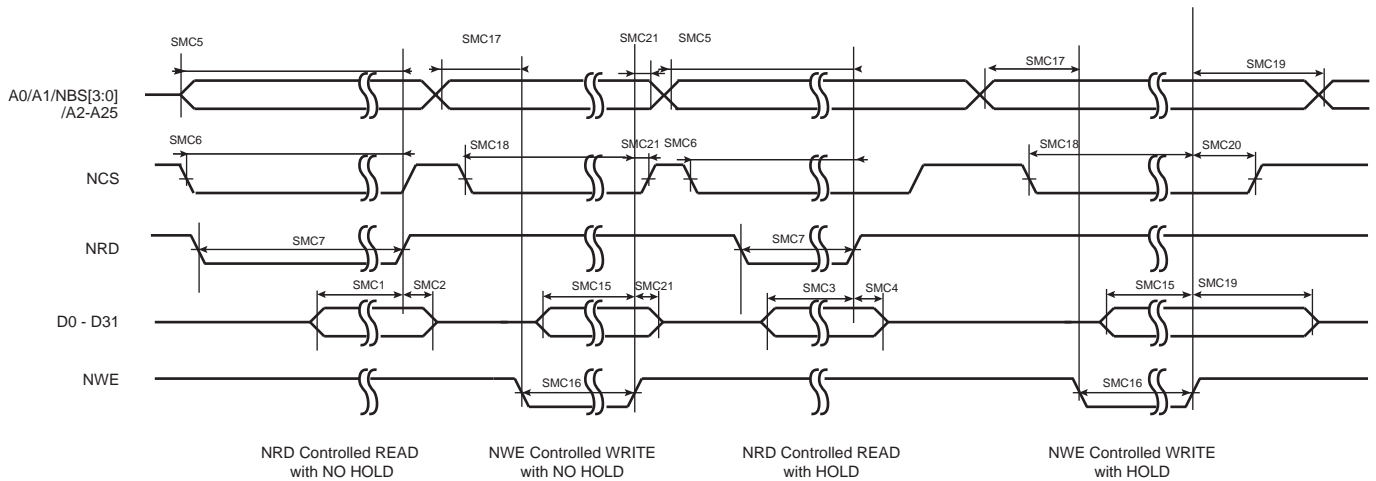 SMC5 SMC17 SMC21 SMC5 SMC17 SMC19
A0/A1/NBS[3:0]
/A2-A25
SMC6 SMC18 SMC21 SMC6 SMC18 SMC20
NCS
NRD SMC7 SMC7
SMC1 SMC2 SMC15 SMC21 SMC3 SMC4 SMC15 SMC19
D0 - D31
NWE SMC16 SMC16
NRD Controlled READ
with NO HOLD
NWE Controlled WRITE
with NO HOLD
NRD Controlled READ
with HOLD
NWE Controlled WRITE
with HOLD